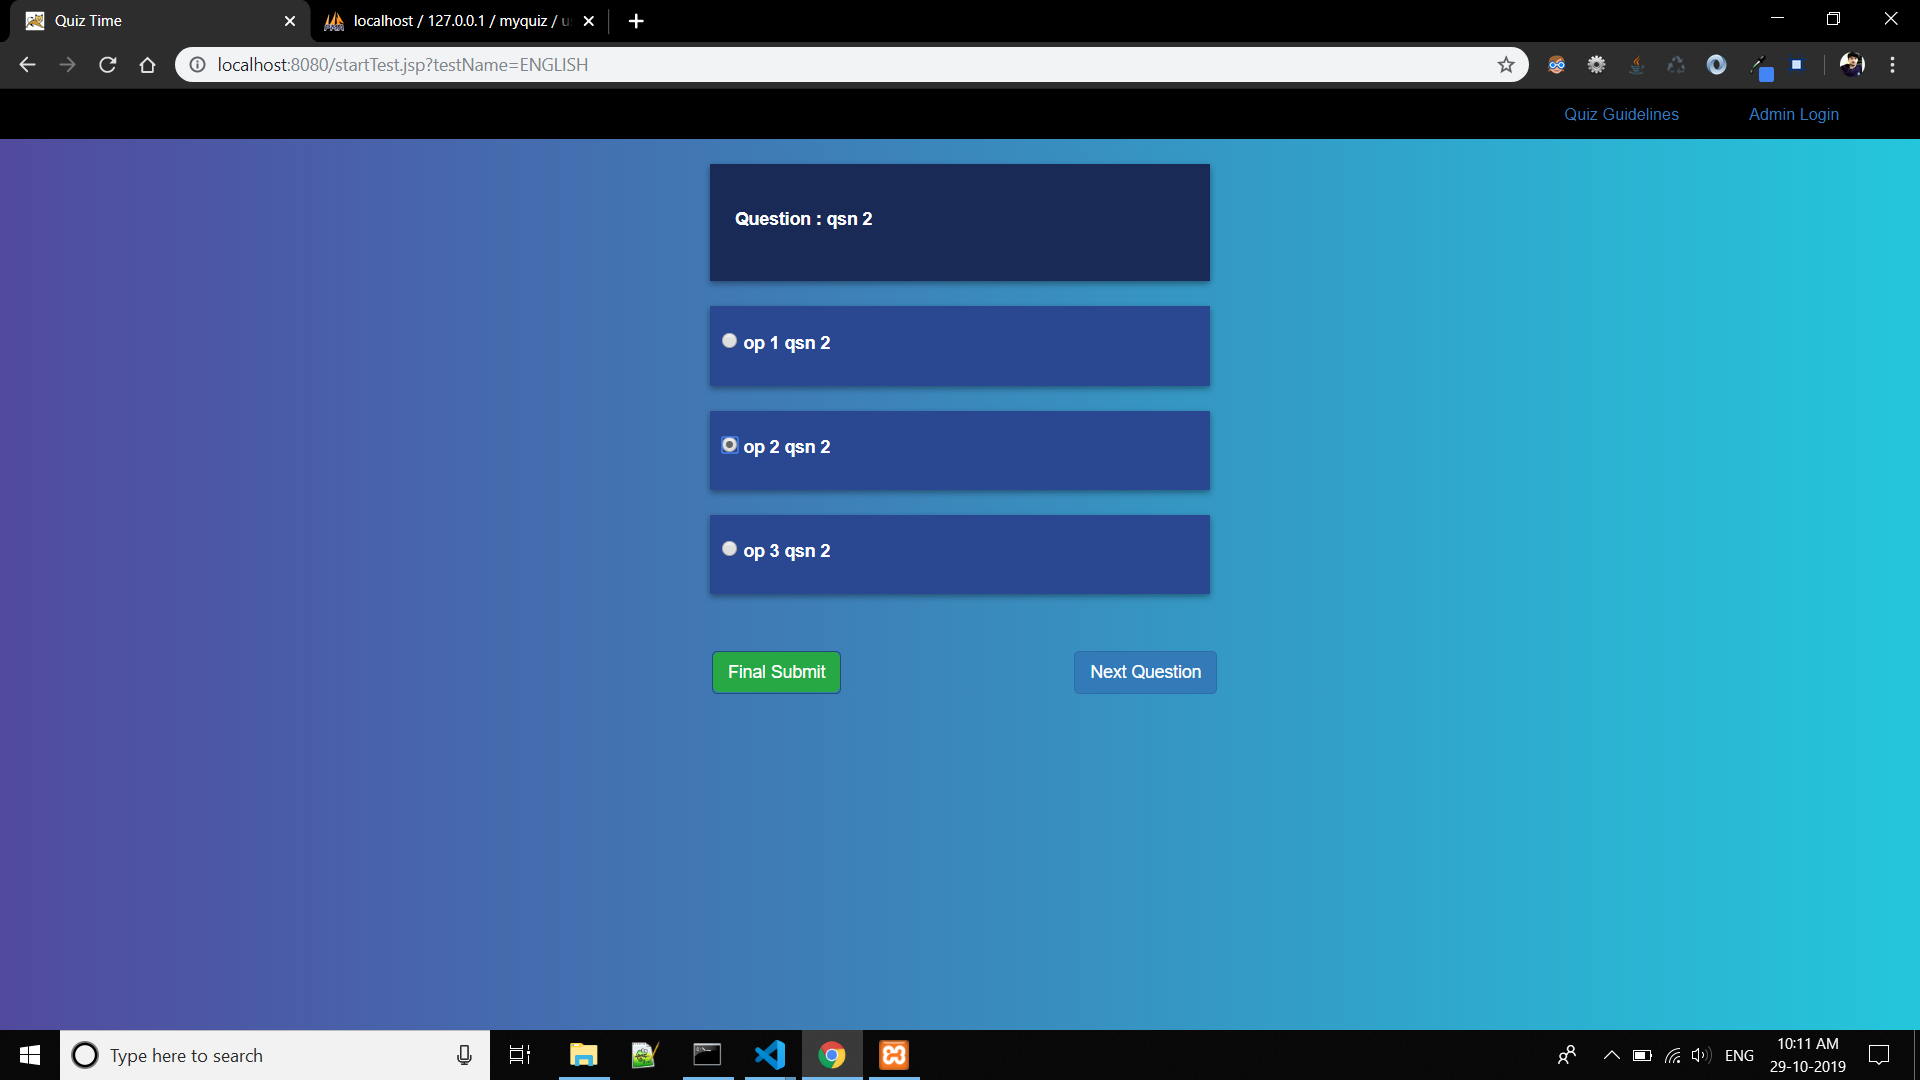 Quiz Time
localhost / 127.0.0.1 / myquiz /
localhost:8080/startTest.jsp?testName=ENGLISH
Quiz Guidelines
Admin Login
Question : qsn 2
op 1 qsn 2
op 2 qsn 2
op 3 qsn 2
Final Submit
Next Question
Type here to search
ENG
10:11 AM
29-10-2019